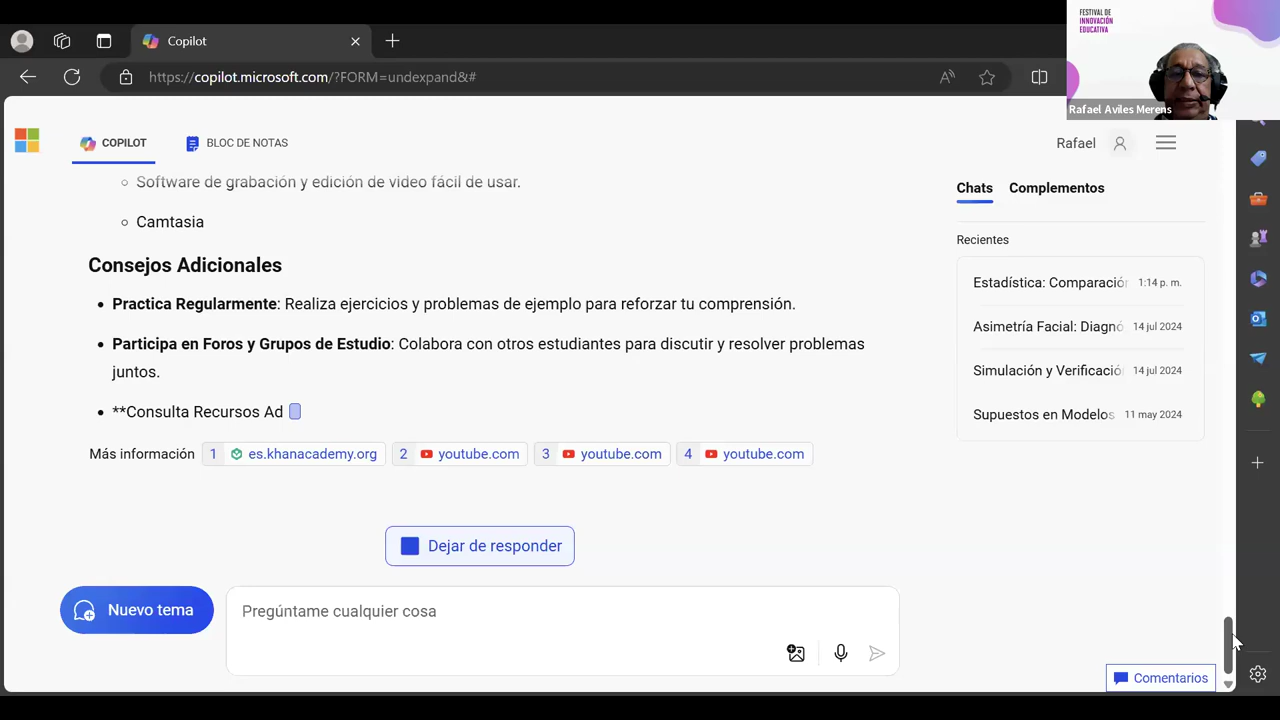 FESTIVAL DE
INNOVACIÓN
EDUCATIVA
Rafael Aviles Merens
Copilot
https://copilot.microsoft.com/?FORM=undexpand&#
COPILOT
BLOC DE NOTAS
Rafael
Software de grabación y edición de video fácil de usar.
Camtasia
Consejos Adicionales
Practica Regularmente: Realiza ejercicios y problemas de ejemplo para reforzar tu comprensión.
Participa en Foros y Grupos de Estudio: Colabora con otros estudiantes para discutir y resolver problemas
juntos.
**Consulta Recursos Ad
Más información 1 es.khanacademy.org 2 youtube.com 3 youtube.com 4 youtube.com
Dejar de responder
Nuevo tema
Pregúntame cualquier cosa
Chats Complementos
Recientes
Estadística: Comparación 1:14 p. m.
Asimetría Facial: Diagnó 14 jul 2024
Simulación y Verificació 14 jul 2024
Supuestos en Modelos 11 may 2024
Comentarios